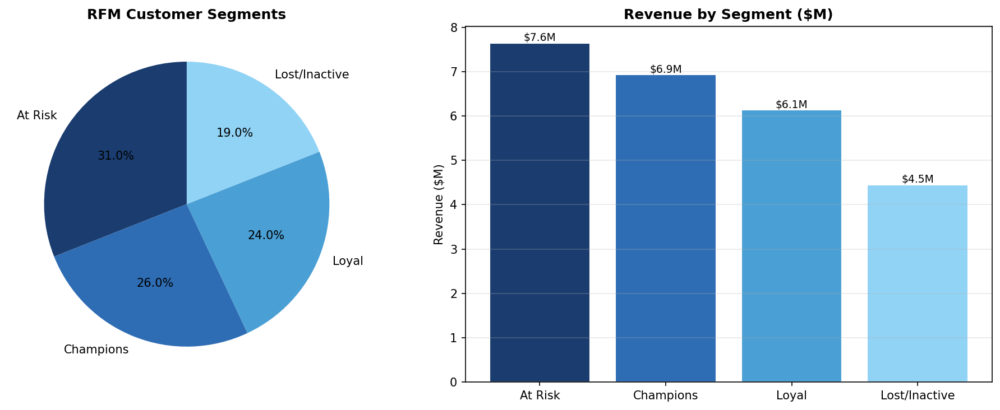 RFM Customer Segments
Lost/Inactive
At Risk
19.0%
31.0%
24.0%
Loyal
26.0%
Champions
Revenue by Segment ($M)
Revenue ($M)
8
7
6
5
4
3
2
1
0
$7.6M
$6.9M
$6.1M
$4.5M
At Risk
Champions
Loyal
Lost/Inactive